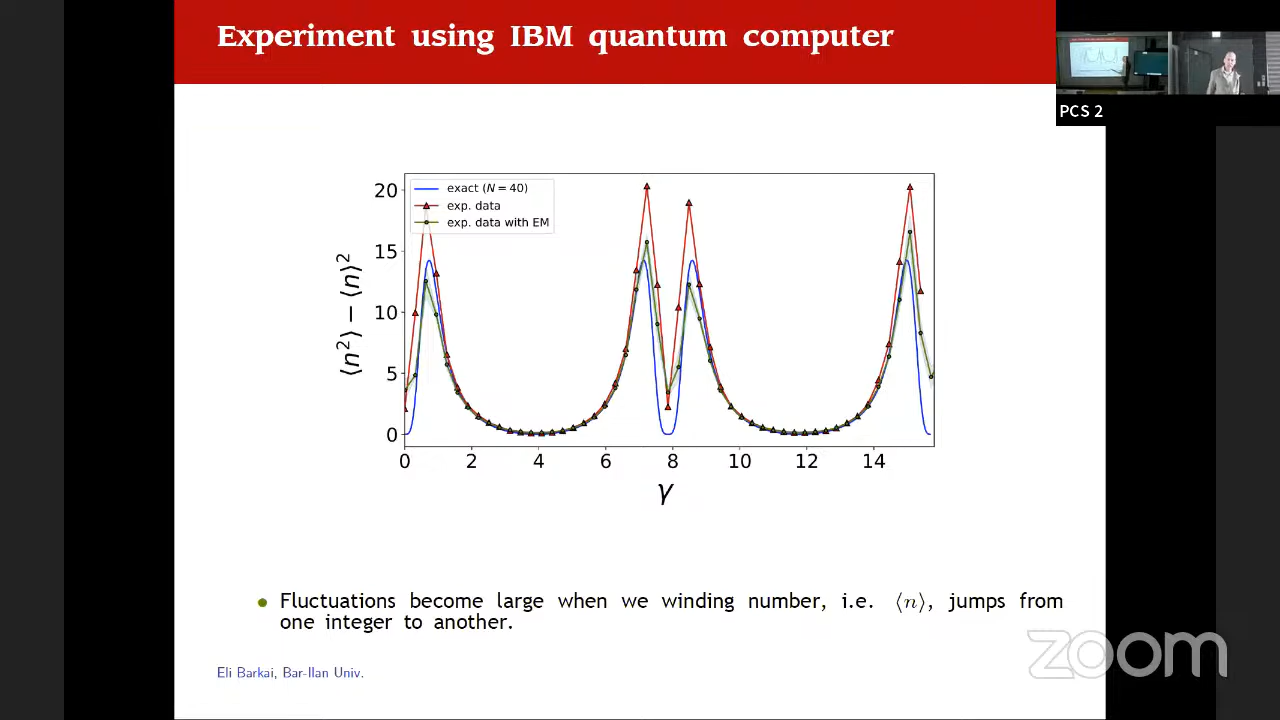 Experiment using IBM quantum computer
PCS 2
exact (N = 40)
exp. data
exp. data with EM
20
15
10
5
0
⟨n²⟩ − ⟨n⟩²
0 2 4 6 8 10 12 14
γ
Fluctuations become large when we winding number, i.e. ⟨n⟩, jumps from
one integer to another.
zoom
Eli Barkai, Bar-Ilan Univ.